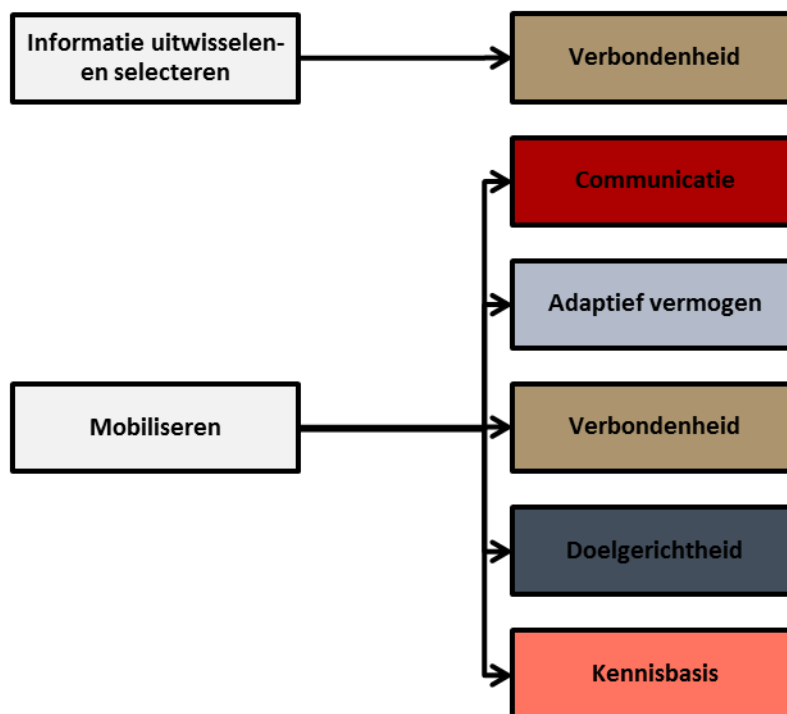 Informatie uitwisselen-
en selecteren
Verbondenheid
Communicatie
Adaptief vermogen
Mobiliseren
Verbondenheid
Doelgerichtheid
Kennisbasis